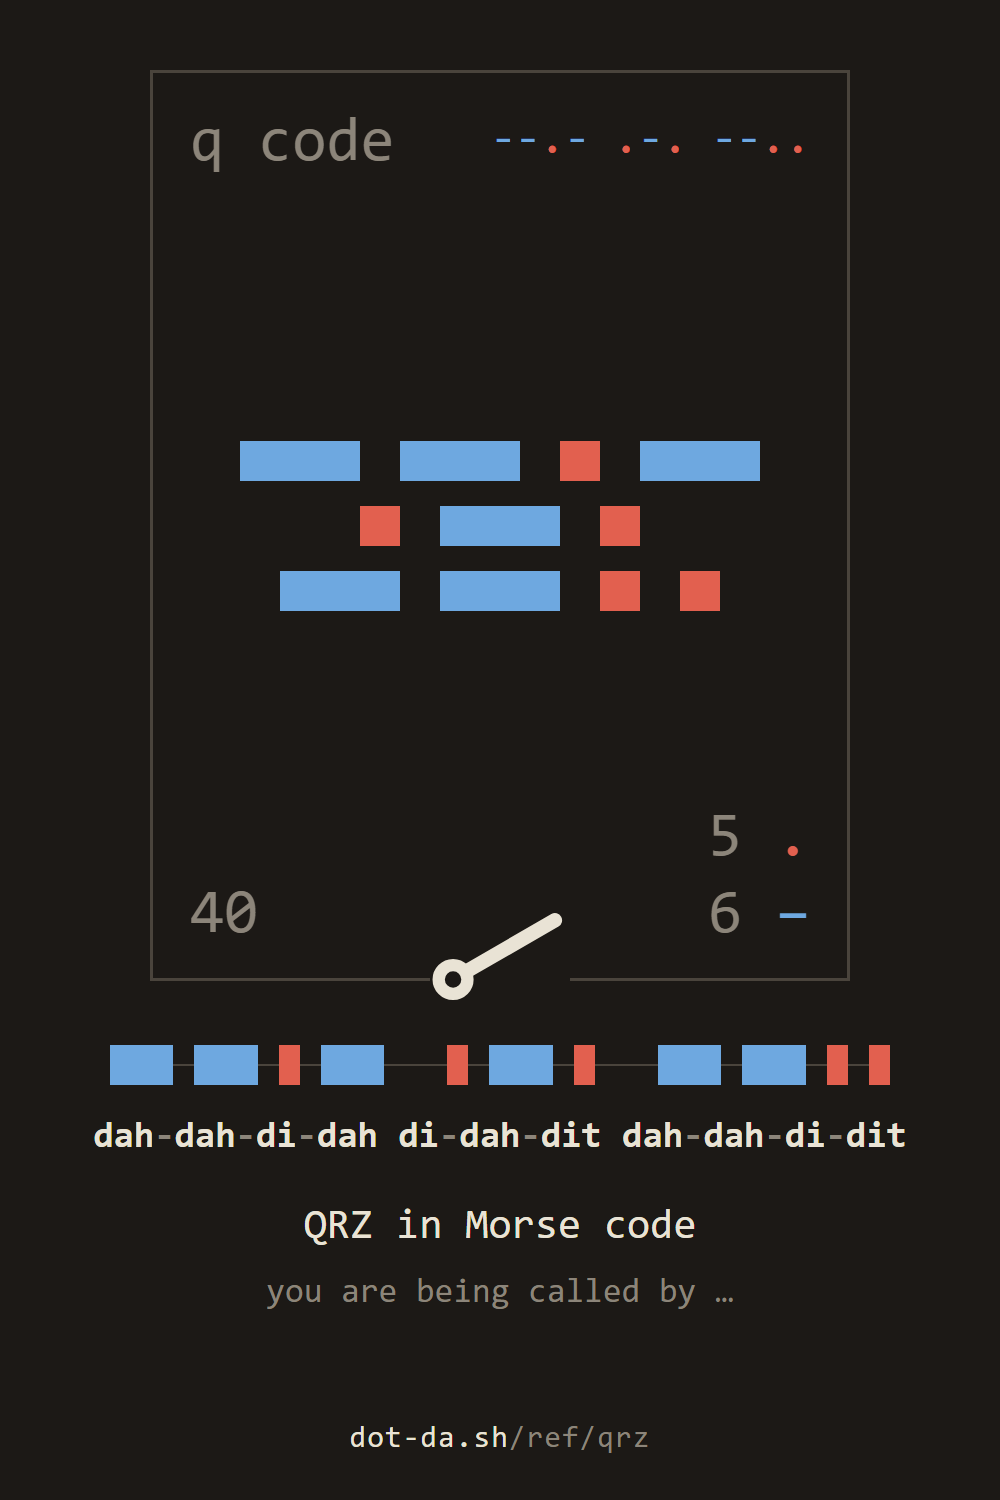 q code --.- .-. --..
5 .
40 6 -
dah-dah-di-dah di-dah-dit dah-dah-di-dit
QRZ in Morse code
you are being called by …
dot-da.sh/ref/qrz